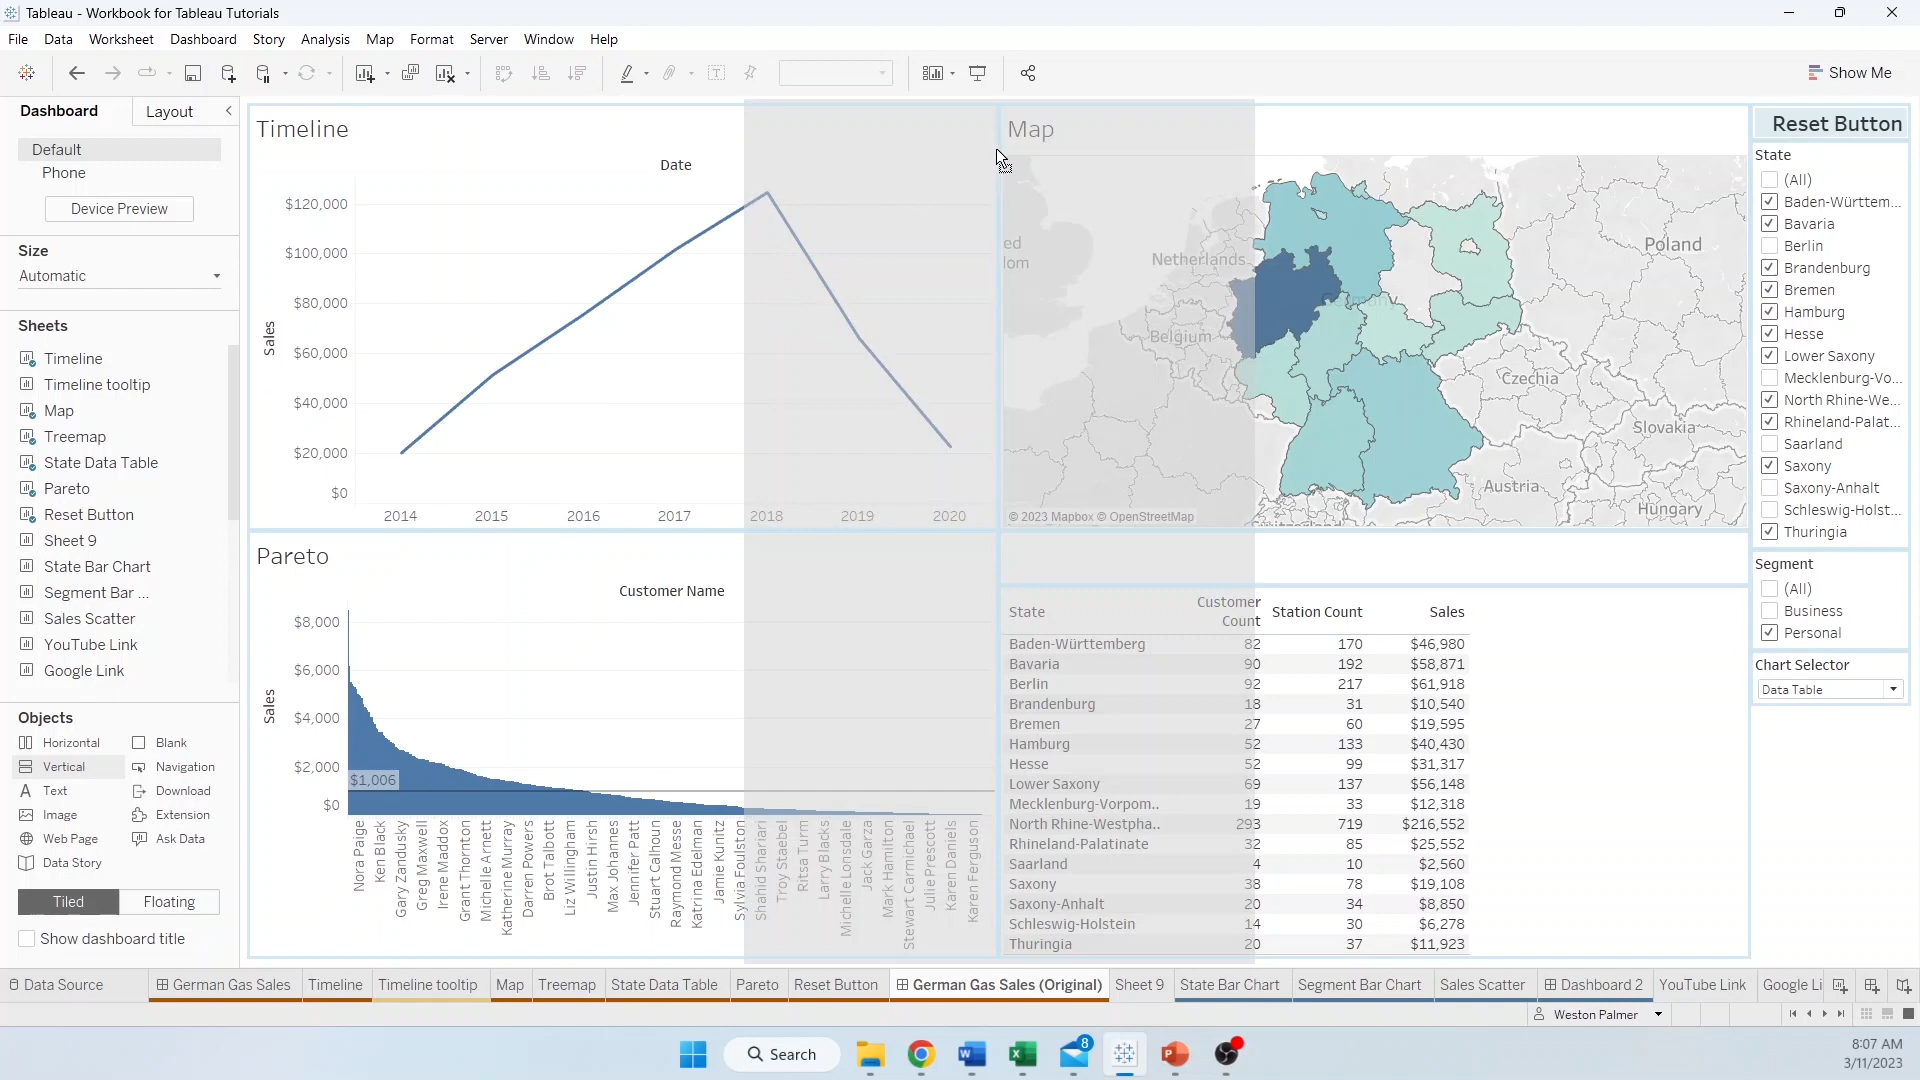 Tableau - Workbook for Tableau Tutorials
File Data Worksheet Dashboard Story Analysis Map Format Server Window Help
Show Me
Dashboard Layout
Default
Phone
Device Preview
Size
Automatic
Sheets
Timeline
Timeline tooltip
Map
Treemap
State Data Table
Pareto
Reset Button
Sheet 9
State Bar Chart
Segment Bar ...
Sales Scatter
YouTube Link
Google Link
Objects
Horizontal Blank
Vertical Navigation
Text Download
Image Extension
Web Page Ask Data
Data Story
Tiled Floating
Show dashboard title
Timeline
Date
Sales
$120,000
$100,000
$80,000
$60,000
$40,000
$20,000
$0
2014 2015 2016 2017 2018 2019 2020
Map
ed
lom
Netherlands
Belgium
Germany
Poland
Czechia
Slovakia
Austria
Hungary
Switzerland
© 2023 Mapbox © OpenStreetMap
Pareto
Customer Name
Sales
$8,000
$6,000
$4,000
$2,000
$0
$1,006
Nora Paige
Ken Black
Gary Zandusky
Greg Maxwell
Irene Maddox
Grant Thornton
Michelle Arnett
Katherine Murray
Darren Powers
Brot Talbott
Liz Willingham
Justin Hirsh
Max Johannes
Jennifer Patt
Stuart Calhoun
Raymond Messe
Katrina Edelman
Jamie Kunitz
Sylvia Foulston
Shahid Shariari
Troy Staebel
Ritsa Turm
Larry Blacks
Michelle Lonsdale
Jack Garza
Mark Hamilton
Stewart Carmichael
Julie Prescott
Karen Daniels
Karen Ferguson
State Customer Count Station Count Sales
Baden-Württemberg 82 170 $46,980
Bavaria 90 192 $58,871
Berlin 92 217 $61,918
Brandenburg 18 31 $10,540
Bremen 27 60 $19,595
Hamburg 52 133 $40,430
Hesse 52 99 $31,317
Lower Saxony 69 137 $56,148
Mecklenburg-Vorpom.. 19 33 $12,318
North Rhine-Westpha.. 293 719 $216,552
Rhineland-Palatinate 32 85 $25,552
Saarland 4 10 $2,560
Saxony 38 78 $19,108
Saxony-Anhalt 20 34 $8,850
Schleswig-Holstein 14 30 $6,278
Thuringia 20 37 $11,923
Reset Button
State
(All)
Baden-Württem...
Bavaria
Berlin
Brandenburg
Bremen
Hamburg
Hesse
Lower Saxony
Mecklenburg-Vo...
North Rhine-We...
Rhineland-Palat...
Saarland
Saxony
Saxony-Anhalt
Schleswig-Holst...
Thuringia
Segment
(All)
Business
Personal
Chart Selector
Data Table
Data Source German Gas Sales Timeline Timeline tooltip Map Treemap State Data Table Pareto Reset Button German Gas Sales (Original) Sheet 9 State Bar Chart Segment Bar Chart Sales Scatter Dashboard 2 YouTube Link Google Li
Weston Palmer
Search
8
8:07 AM
3/11/2023